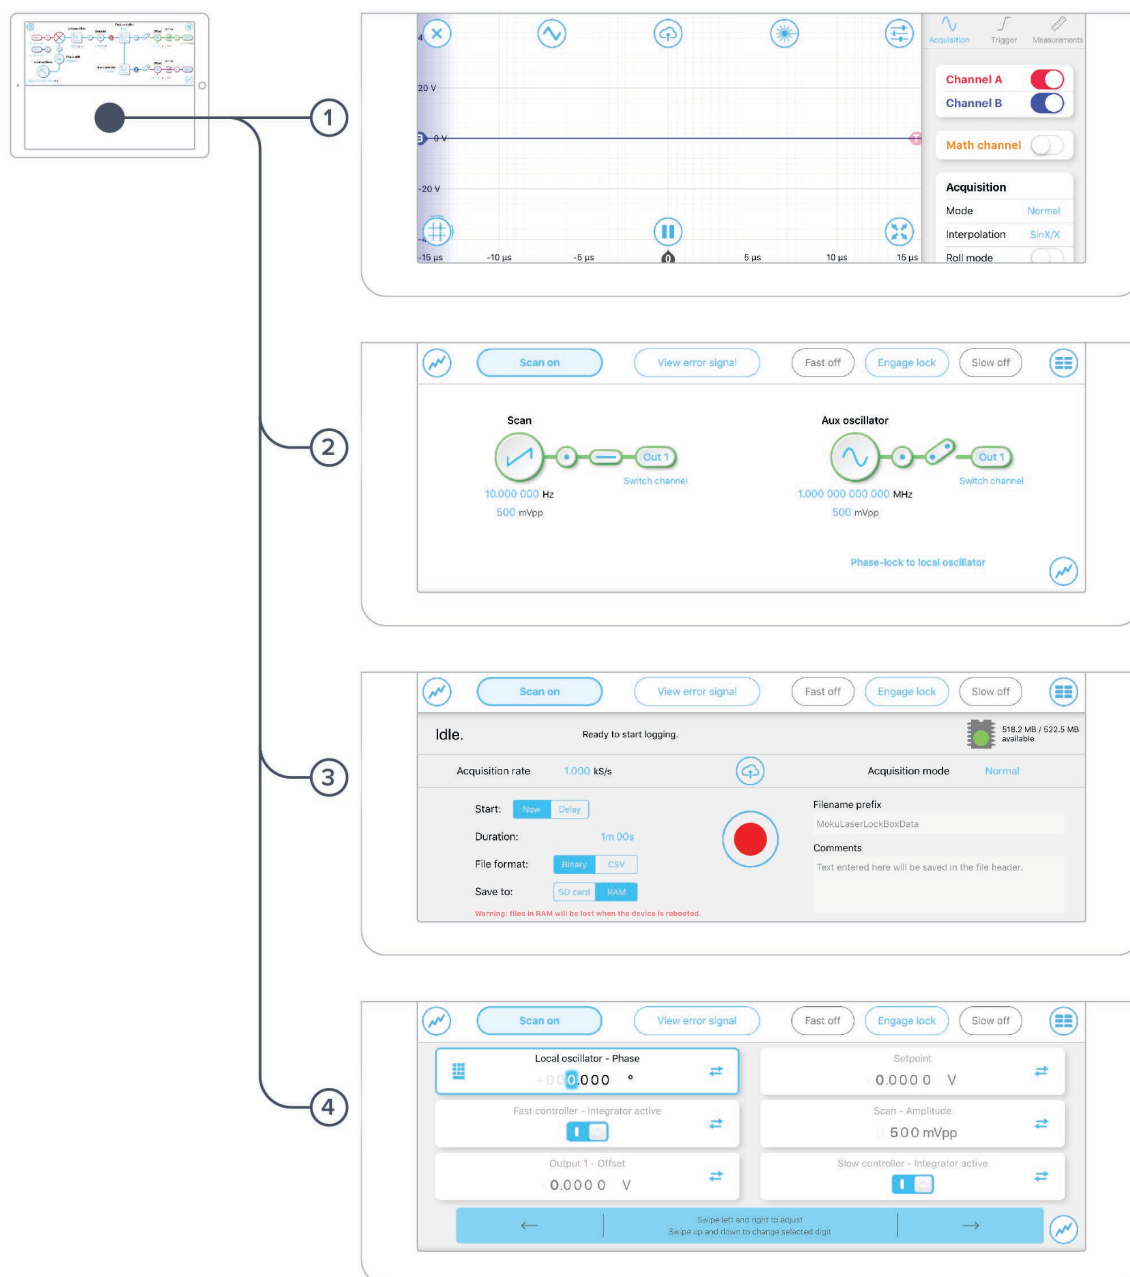 1
4
20 V
0 V
-20 V
-15 µs -10 µs -5 µs 0 5 µs 10 µs 15 µs
B
T
Acquisition Trigger Measurements
Channel A
Channel B
Math channel
Acquisition
Mode Normal
Interpolation SinX/X
Roll mode
2
Scan on View error signal Fast off Engage lock Slow off
Scan Aux oscillator
Out 1 Out 1
Switch channel Switch channel
10.000 000 Hz 1.000 000 000 000 MHz
500 mVpp 500 mVpp
Phase-lock to local oscillator
3
Scan on View error signal Fast off Engage lock Slow off
Idle. Ready to start logging. 518.2 MB / 522.5 MB
available
Acquisition rate 1.000 kS/s Acquisition mode Normal
Start: Now Delay
Duration: 1m 00s
File format: Binary CSV
Save to: SD card RAM
Warning: files in RAM will be lost when the device is rebooted.
Filename prefix
MokuLaserLockBoxData
Comments
Text entered here will be saved in the file header.
4
Scan on View error signal Fast off Engage lock Slow off
Local oscillator - Phase Setpoint
+000.000 ° 0.0000 V
Fast controller - Integrator active Scan - Amplitude
500 mVpp
Output 1 - Offset Slow controller - Integrator active
0.0000 V
Swipe left and right to adjust
Swipe up and down to change selected digit